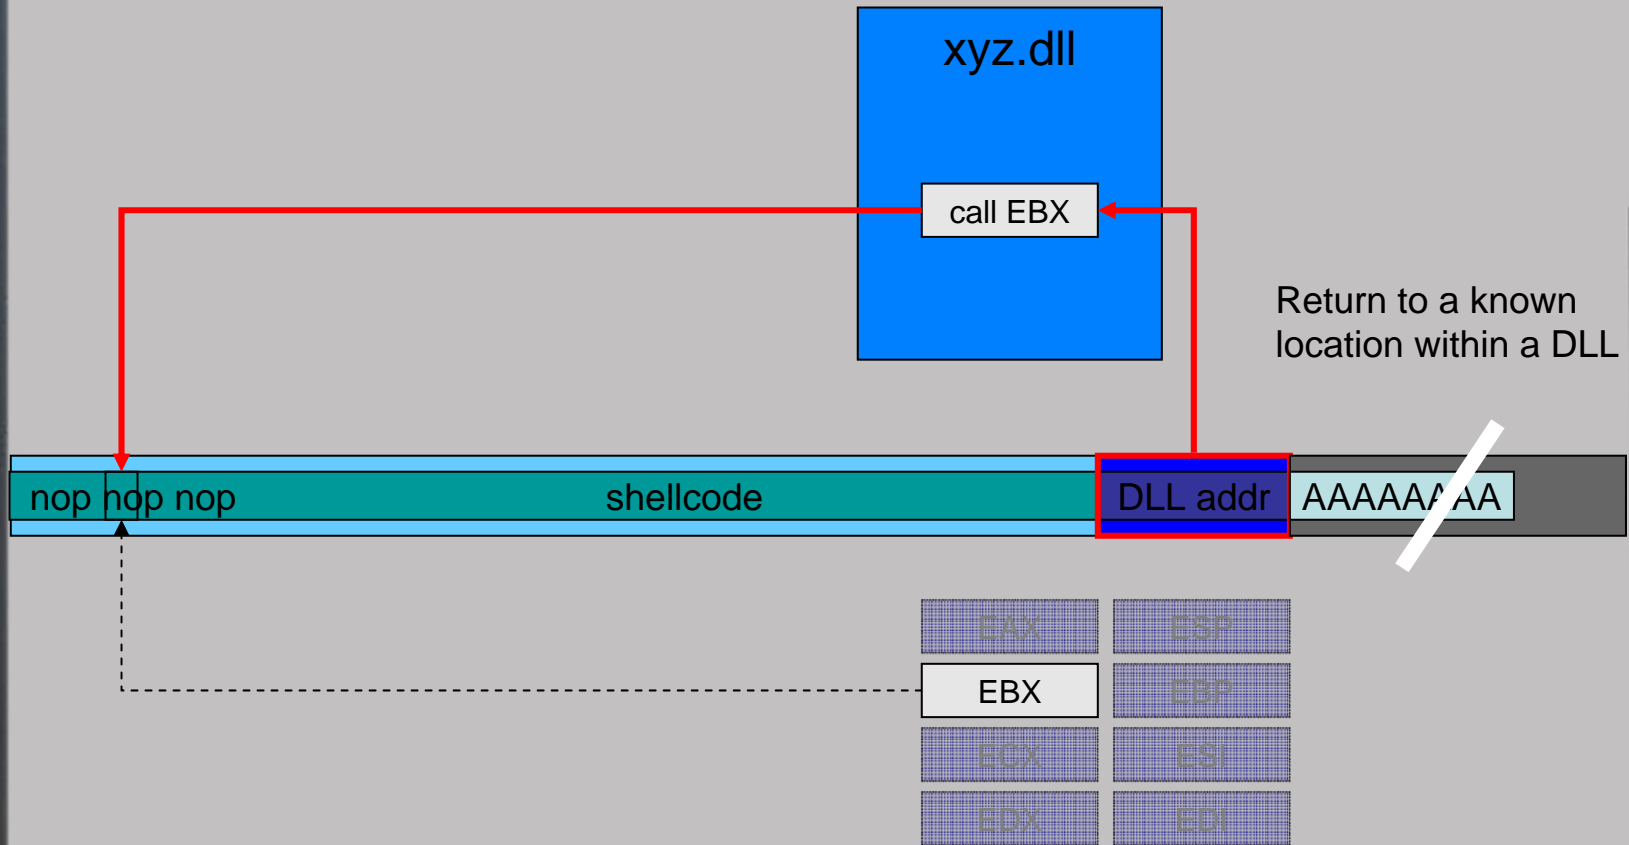 xyz.dll
call EBX
Return to a known
location within a DLL
nop nop nop shellcode DLL addr AAAAAAAA
EAX ESP
EBX EBP
ECX ESI
EDX EDI